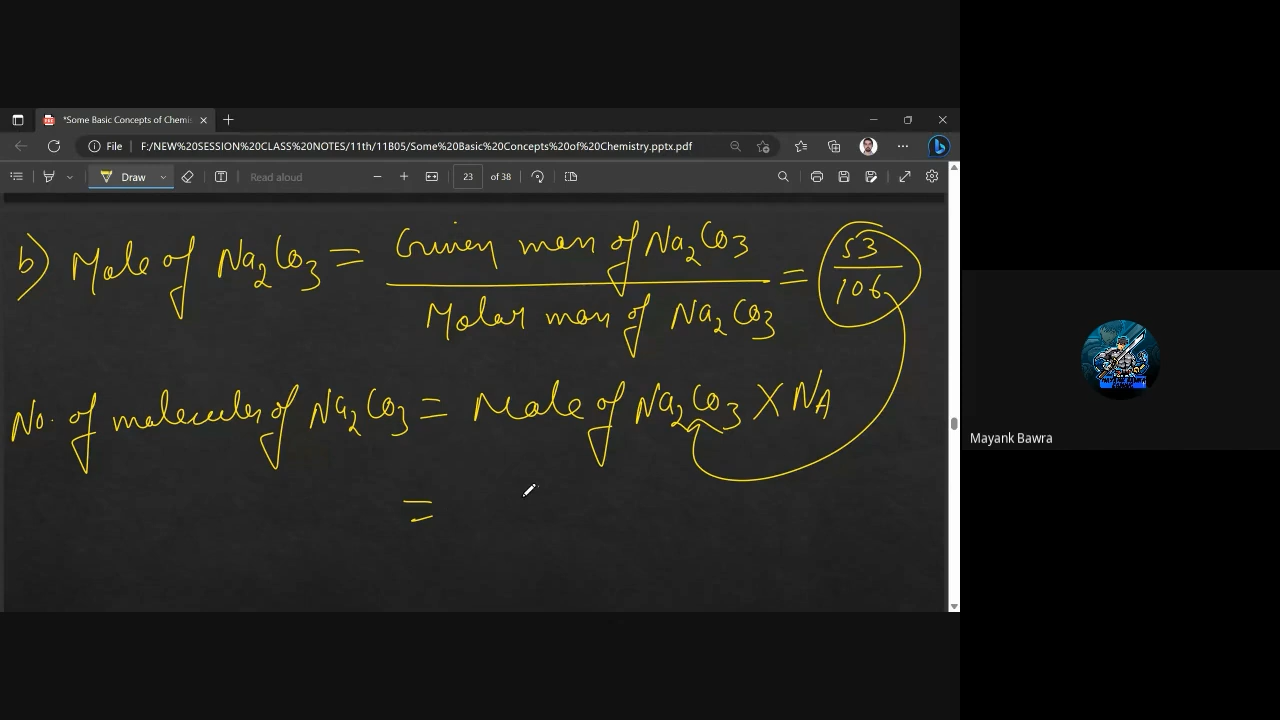 *Some Basic Concepts of Chemis
File F:/NEW%20SESSION%20CLASS%20NOTES/11th/11B05/Some%20Basic%20Concepts%20of%20Chemistry.pptx.pdf
Draw Read aloud 23 of 38
b) Mole of Na2Co3 = Given mass of Na2Co3 = 53
Molar mass of Na2Co3 106
No. of molecules of Na2Co3 = Mole of Na2Co3 X NA
=
Mayank Bawra